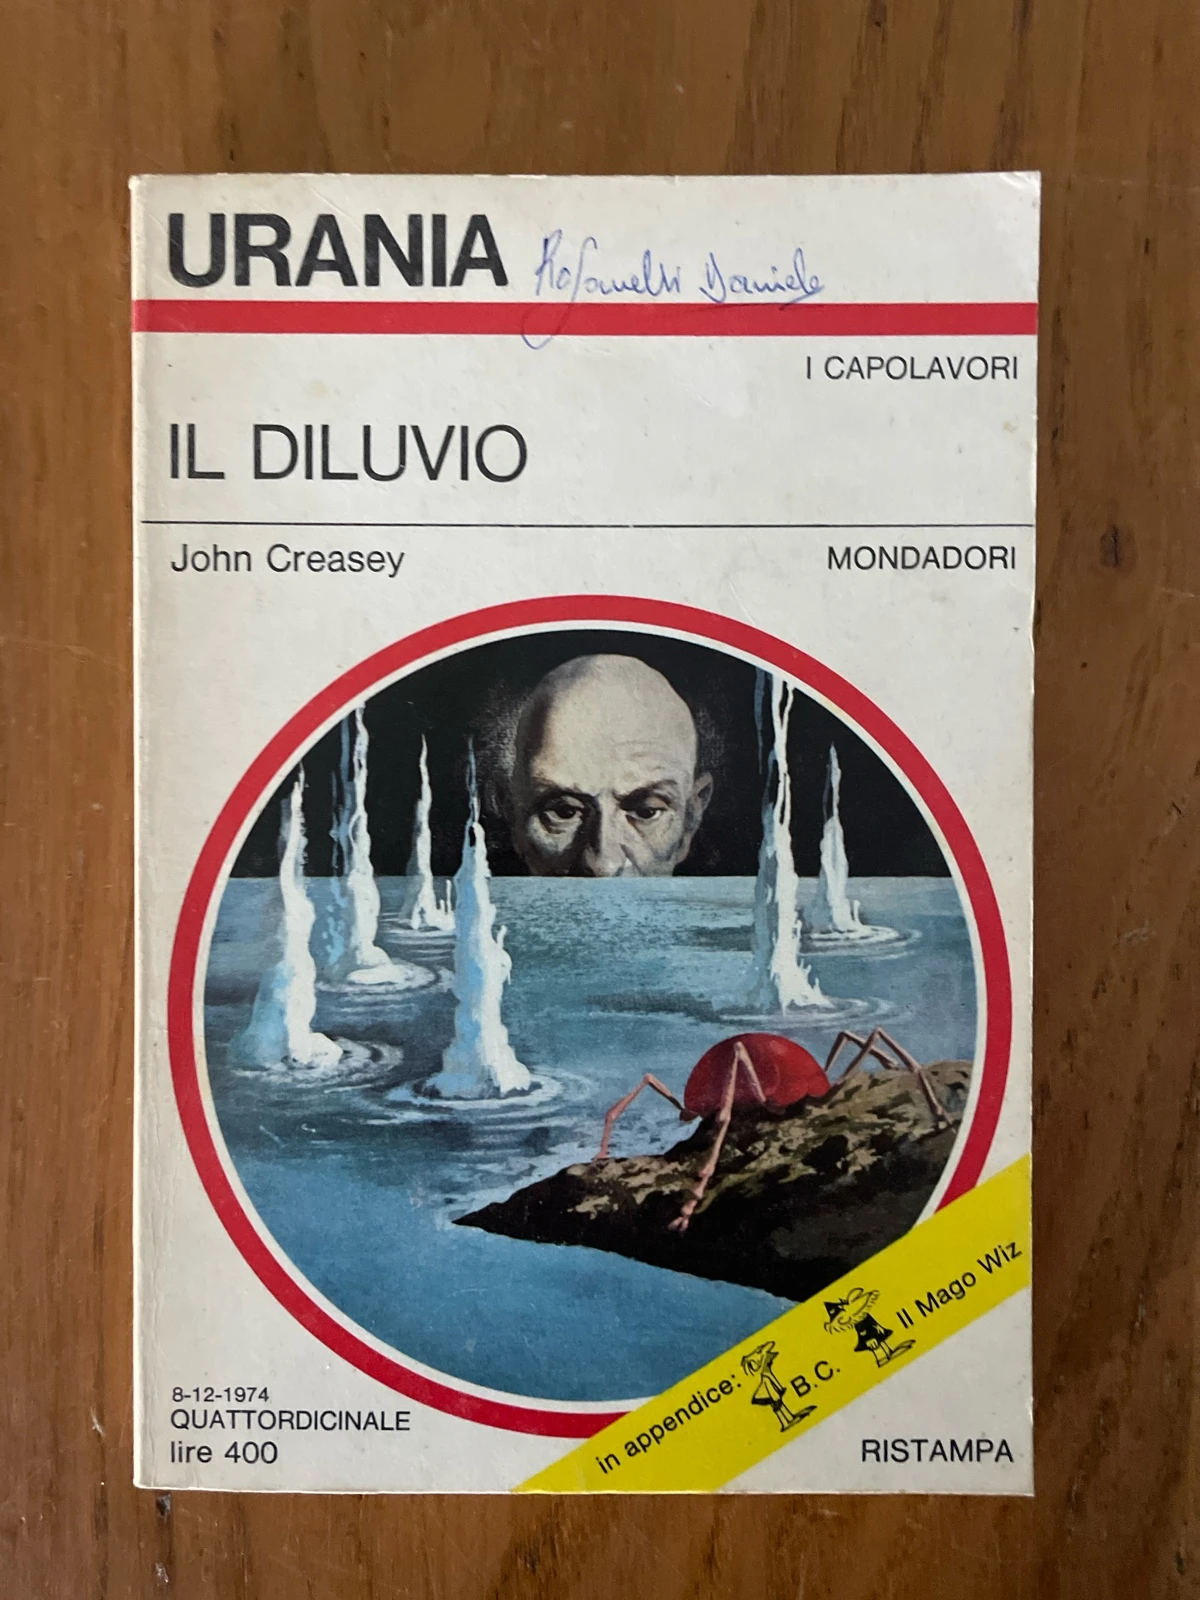 URANIA
Daniele
I CAPOLAVORI
IL DILUVIO
John Creasey
MONDADORI
in appendice: B.C. Il Mago Wiz
8-12-1974
QUATTORDICINALE
lire 400
RISTAMPA